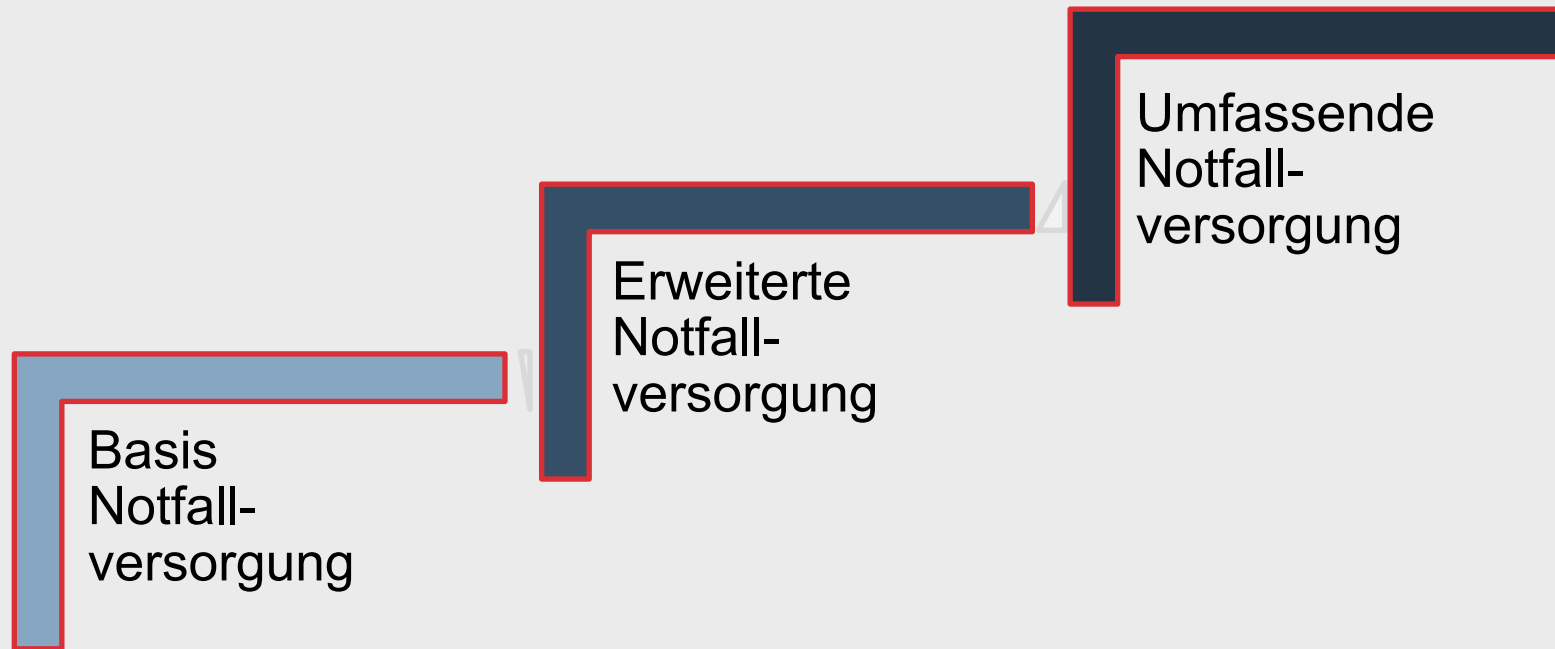 Umfassende
Notfall-
versorgung
Erweiterte
Notfall-
versorgung
Basis
Notfall-
versorgung